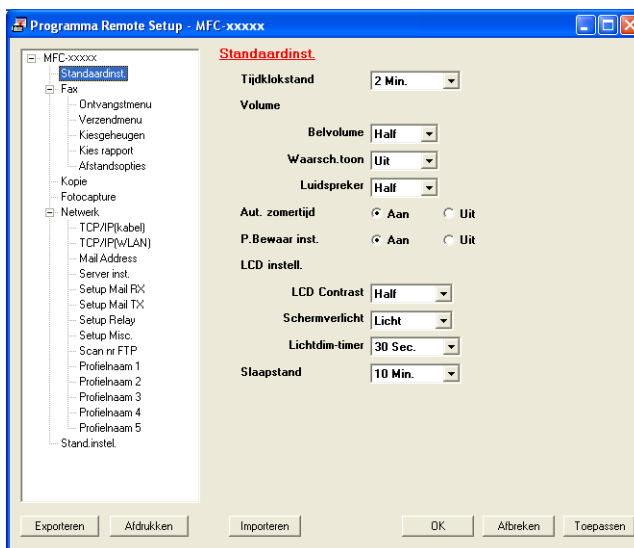 Programma Remote Setup - MFC-xxxxx
MFC-xxxxx
Standaardinst.
Fax
Ontvangstmenu
Verzendmenu
Kiesgeheugen
Kies rapport
Afstandsopties
Kopie
Fotocapture
Netwerk
TCP/IP(kabel)
TCP/IP(WLAN)
Mail Address
Server inst.
Setup Mail RX
Setup Mail TX
Setup Relay
Setup Misc.
Scan nr FTP
Profielnaam 1
Profielnaam 2
Profielnaam 3
Profielnaam 4
Profielnaam 5
Stand.instel.
Standaardinst.
Tijdklokstand 2 Min.
Volume
Belvolume Half
Waarsch.toon Uit
Luidspreker Half
Aut. zomertijd Aan Uit
P.Bewaar inst. Aan Uit
LCD instell.
LCD Contrast Half
Schermverlicht Licht
Lichtdim-timer 30 Sec.
Slaapstand 10 Min.
Exporteren Afdrukken Importeren OK Afbreken Toepassen